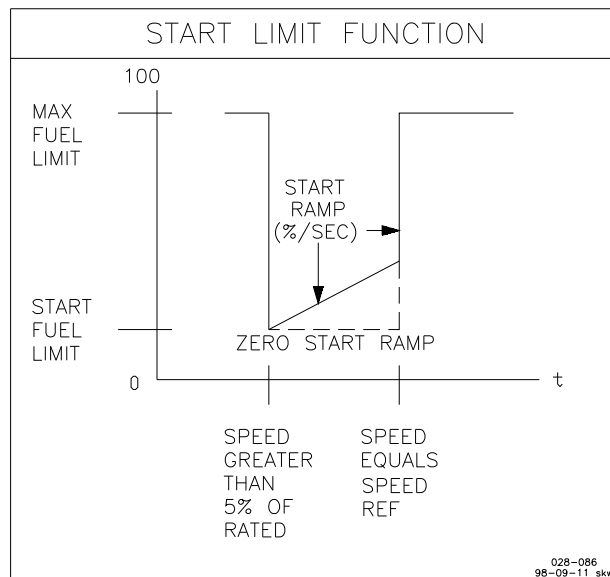 START LIMIT FUNCTION
100
MAX
FUEL
LIMIT
START
RAMP
(%/SEC)
START
FUEL
LIMIT
ZERO START RAMP
0
t
SPEED
GREATER
THAN
5% OF
RATED
SPEED
EQUALS
SPEED
REF
028-086
98-09-11 skw